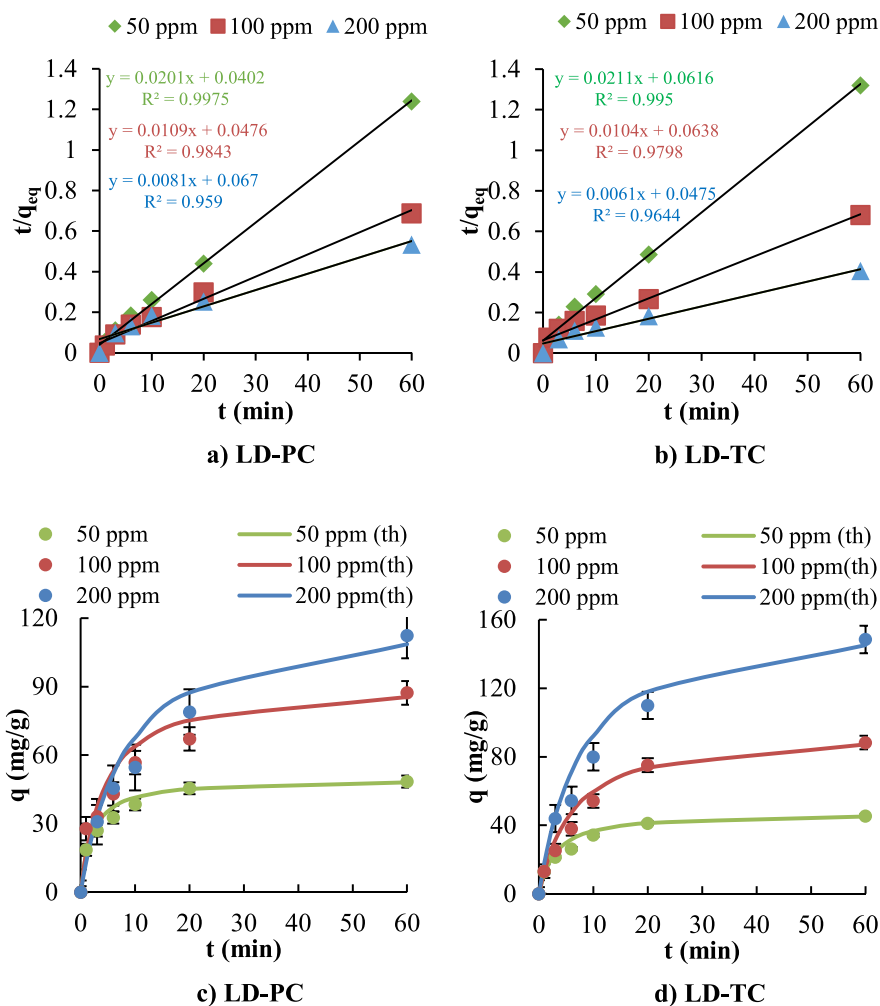 50 ppm 100 ppm 200 ppm
1.4
1.2
1
0.8
0.6
0.4
0.2
0
t/qeq
y = 0.0201x + 0.0402
R² = 0.9975
y = 0.0109x + 0.0476
R² = 0.9843
y = 0.0081x + 0.067
R² = 0.959
0 20 40 60
t (min)
a) LD-PC
50 ppm 100 ppm 200 ppm
1.4
1.2
1
0.8
0.6
0.4
0.2
0
t/qeq
y = 0.0211x + 0.0616
R² = 0.995
y = 0.0104x + 0.0638
R² = 0.9798
y = 0.0061x + 0.0475
R² = 0.9644
0 20 40 60
t (min)
b) LD-TC
50 ppm 50 ppm (th)
100 ppm 100 ppm(th)
200 ppm 200 ppm(th)
120
90
60
30
0
q (mg/g)
0 10 20 30 40 50 60
t (min)
c) LD-PC
50 ppm 50 ppm (th)
100 ppm 100 ppm(th)
200 ppm 200 ppm(th)
160
120
80
40
0
q (mg/g)
0 10 20 30 40 50 60
t (min)
d) LD-TC